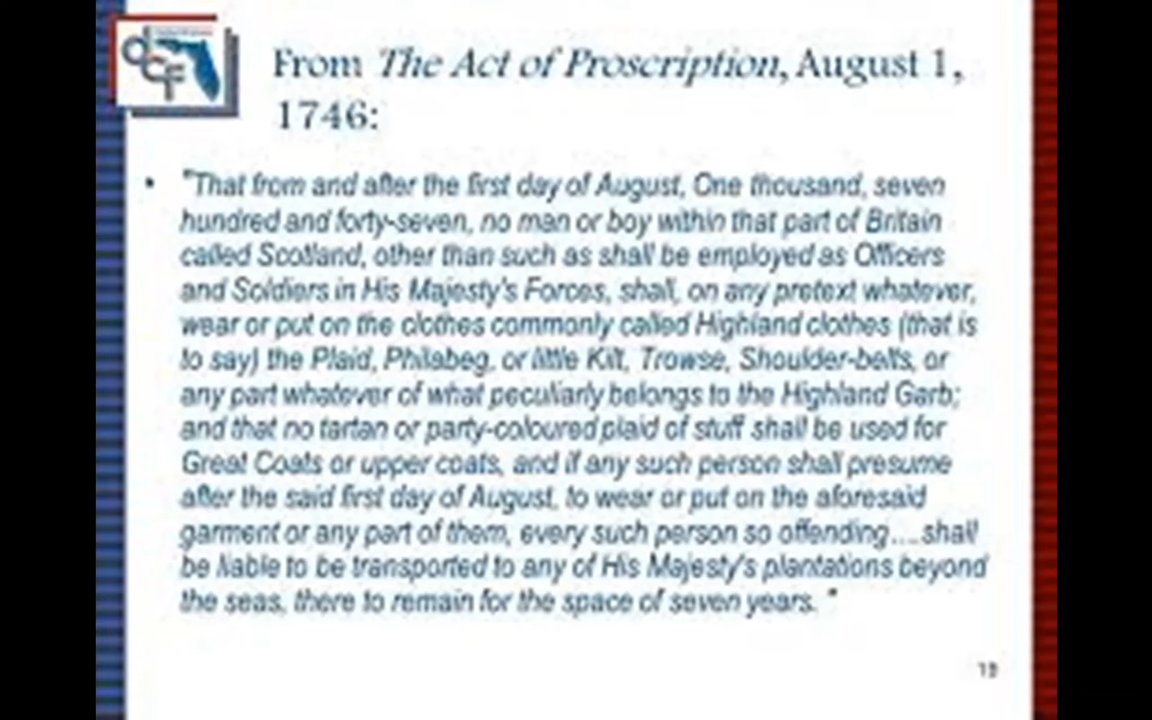 From The Act of Proscription, August 1,
1746:
• "That from and after the first day of August, One thousand, seven
hundred and forty-seven, no man or boy within that part of Britain
called Scotland, other than such as shall be employed as Officers
and Soldiers in His Majesty's Forces, shall, on any pretext whatever,
wear or put on the clothes commonly called Highland clothes (that is
to say) the Plaid, Philabeg, or little Kilt, Trowse, Shoulder-belts, or
any part whatever of what peculiarly belongs to the Highland Garb;
and that no tartan or party-coloured plaid of stuff shall be used for
Great Coats or upper coats, and if any such person shall presume
after the said first day of August, to wear or put on the aforesaid
garment or any part of them, every such person so offending....shall
be liable to be transported to any of His Majesty's plantations beyond
the seas, there to remain for the space of seven years. "